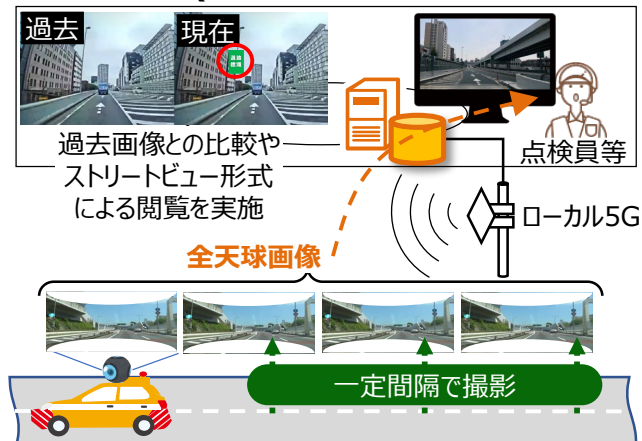 過去
現在
過去画像との比較や
ストリートビュー形式
による閲覧を実施
点検員等
ローカル5G
全天球画像
一定間隔で撮影